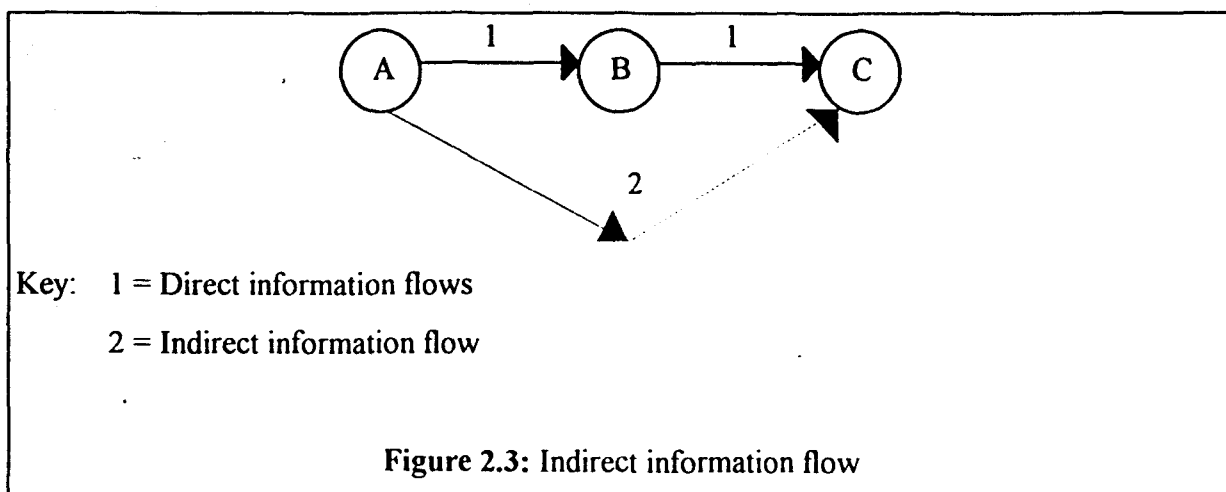 1 1
A B C
2
Key: 1 = Direct information flows
2 = Indirect information flow
Figure 2.3: Indirect information flow